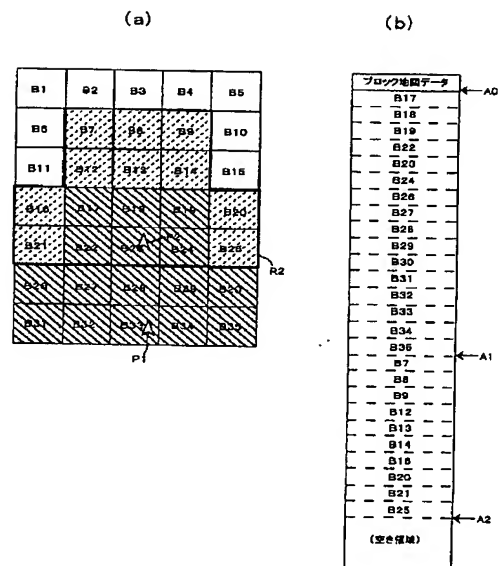 (a)
B1 B2 B3 B4 B5
B6 B7 B8 B9 B10
B11 B12 B13 B14 B15
B16 B17 B18 B19 B20
P2
B21 B22 B23 B24 B25
R2
B26 B27 B28 B29 B30
B31 B32 B33 B34 B35
P1
(b)
ブロック地図データ
A0
B17
B18
B19
B22
B23
B24
B26
B27
B28
B29
B30
B31
B32
B33
B34
B35
A1
B7
B8
B9
B12
B13
B14
B16
B20
B21
B25
A2
(空き領域)